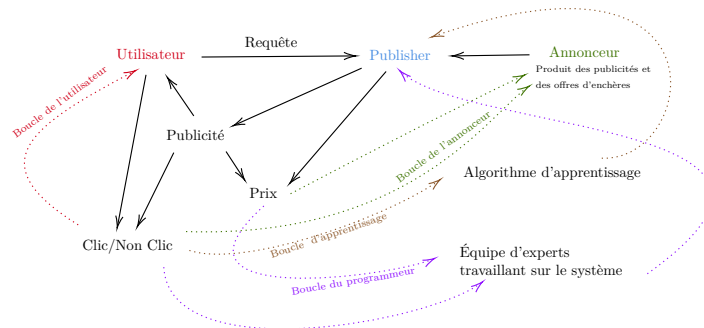 Requête
Utilisateur
Publisher
Annonceur
Produit des publicités et
des offres d'enchères
Boucle de l'utilisateur
Publicité
Boucle de l'annonceur
Algorithme d'apprentissage
Prix
Clic/Non Clic
Boucle d'apprentissage
Équipe d'experts
travaillant sur le système
Boucle du programmeur